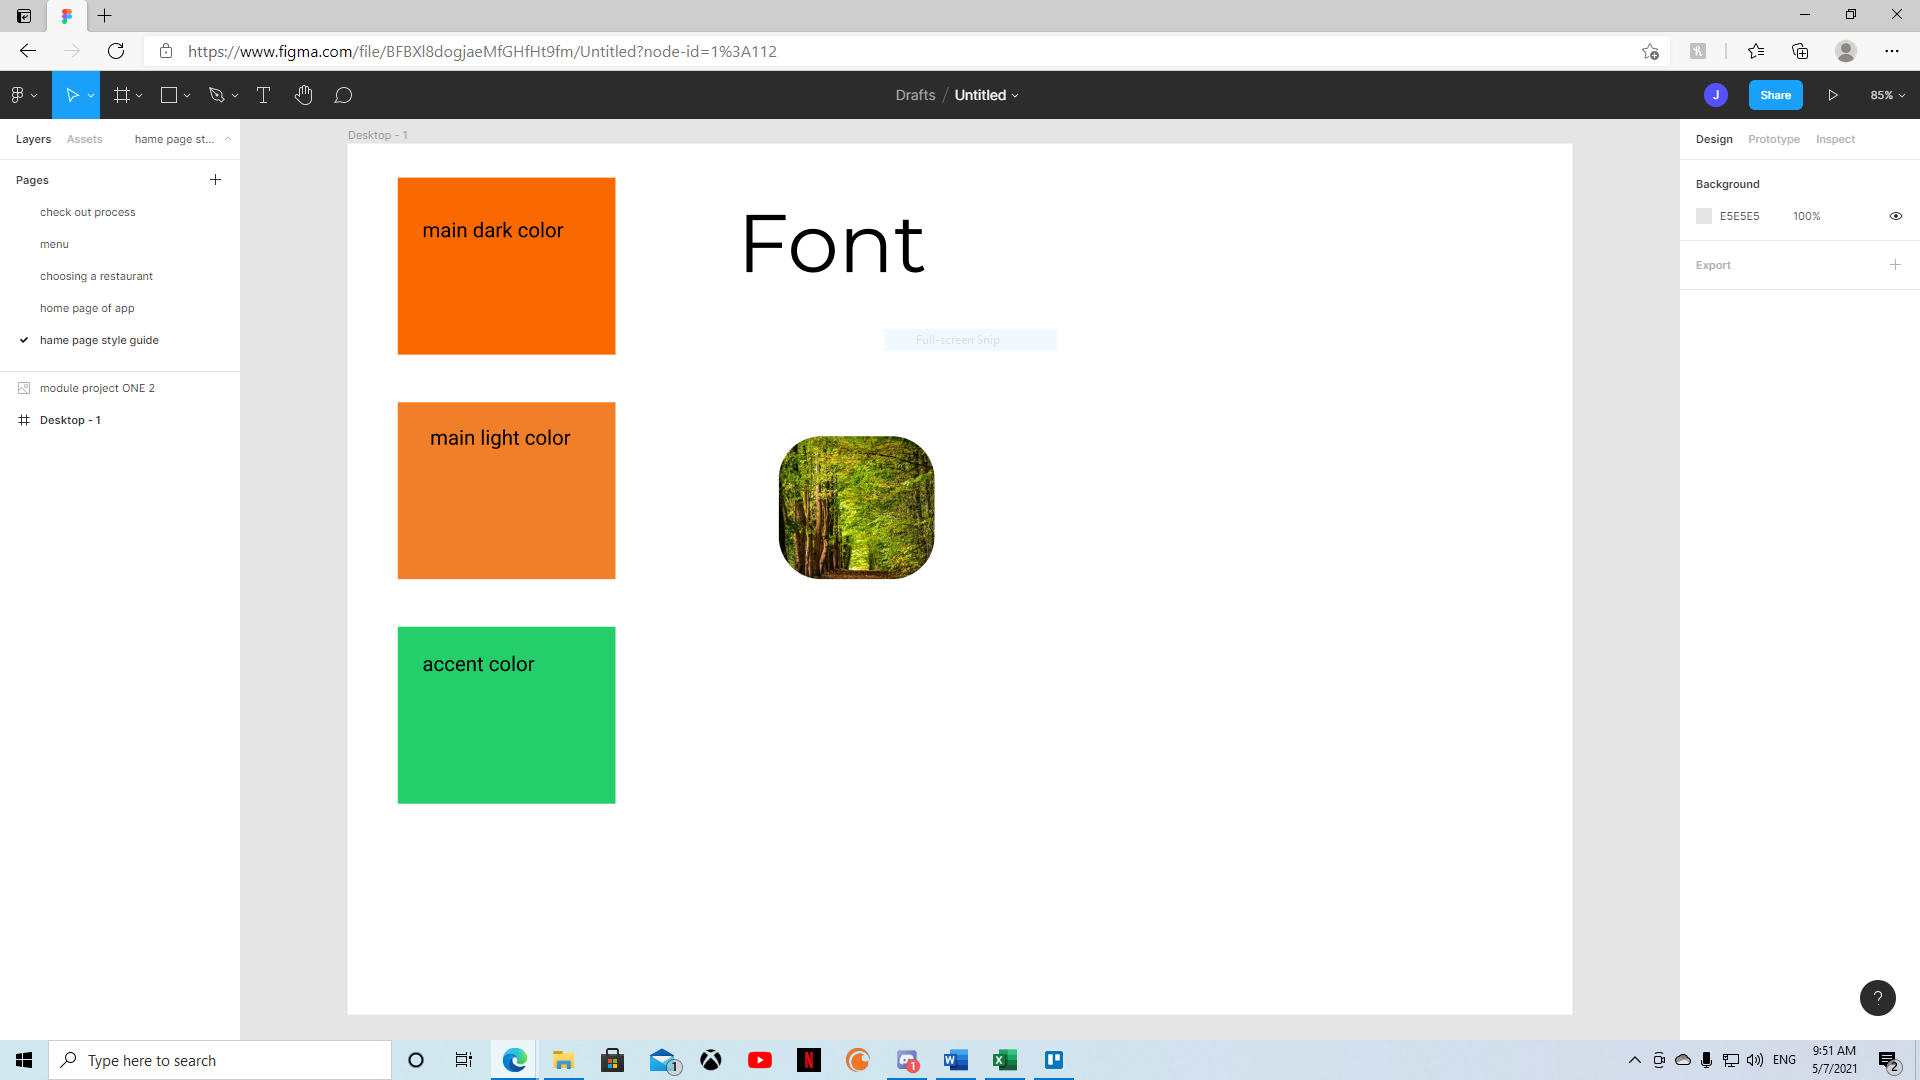 https://www.figma.com/file/BFBXl8dogjaeMfGHfHt9fm/Untitled?node-id=1%3A112
Drafts / Untitled
J
Share
85%
Layers
Assets
hame page st...
Pages
check out process
menu
choosing a restaurant
home page of app
hame page style guide
module project ONE 2
Desktop - 1
Desktop - 1
main dark color
Font
Full-screen Snip
main light color
accent color
Design
Prototype
Inspect
Background
E5E5E5 100%
Export
?
Type here to search
1
1
ENG
9:51 AM
5/7/2021
2